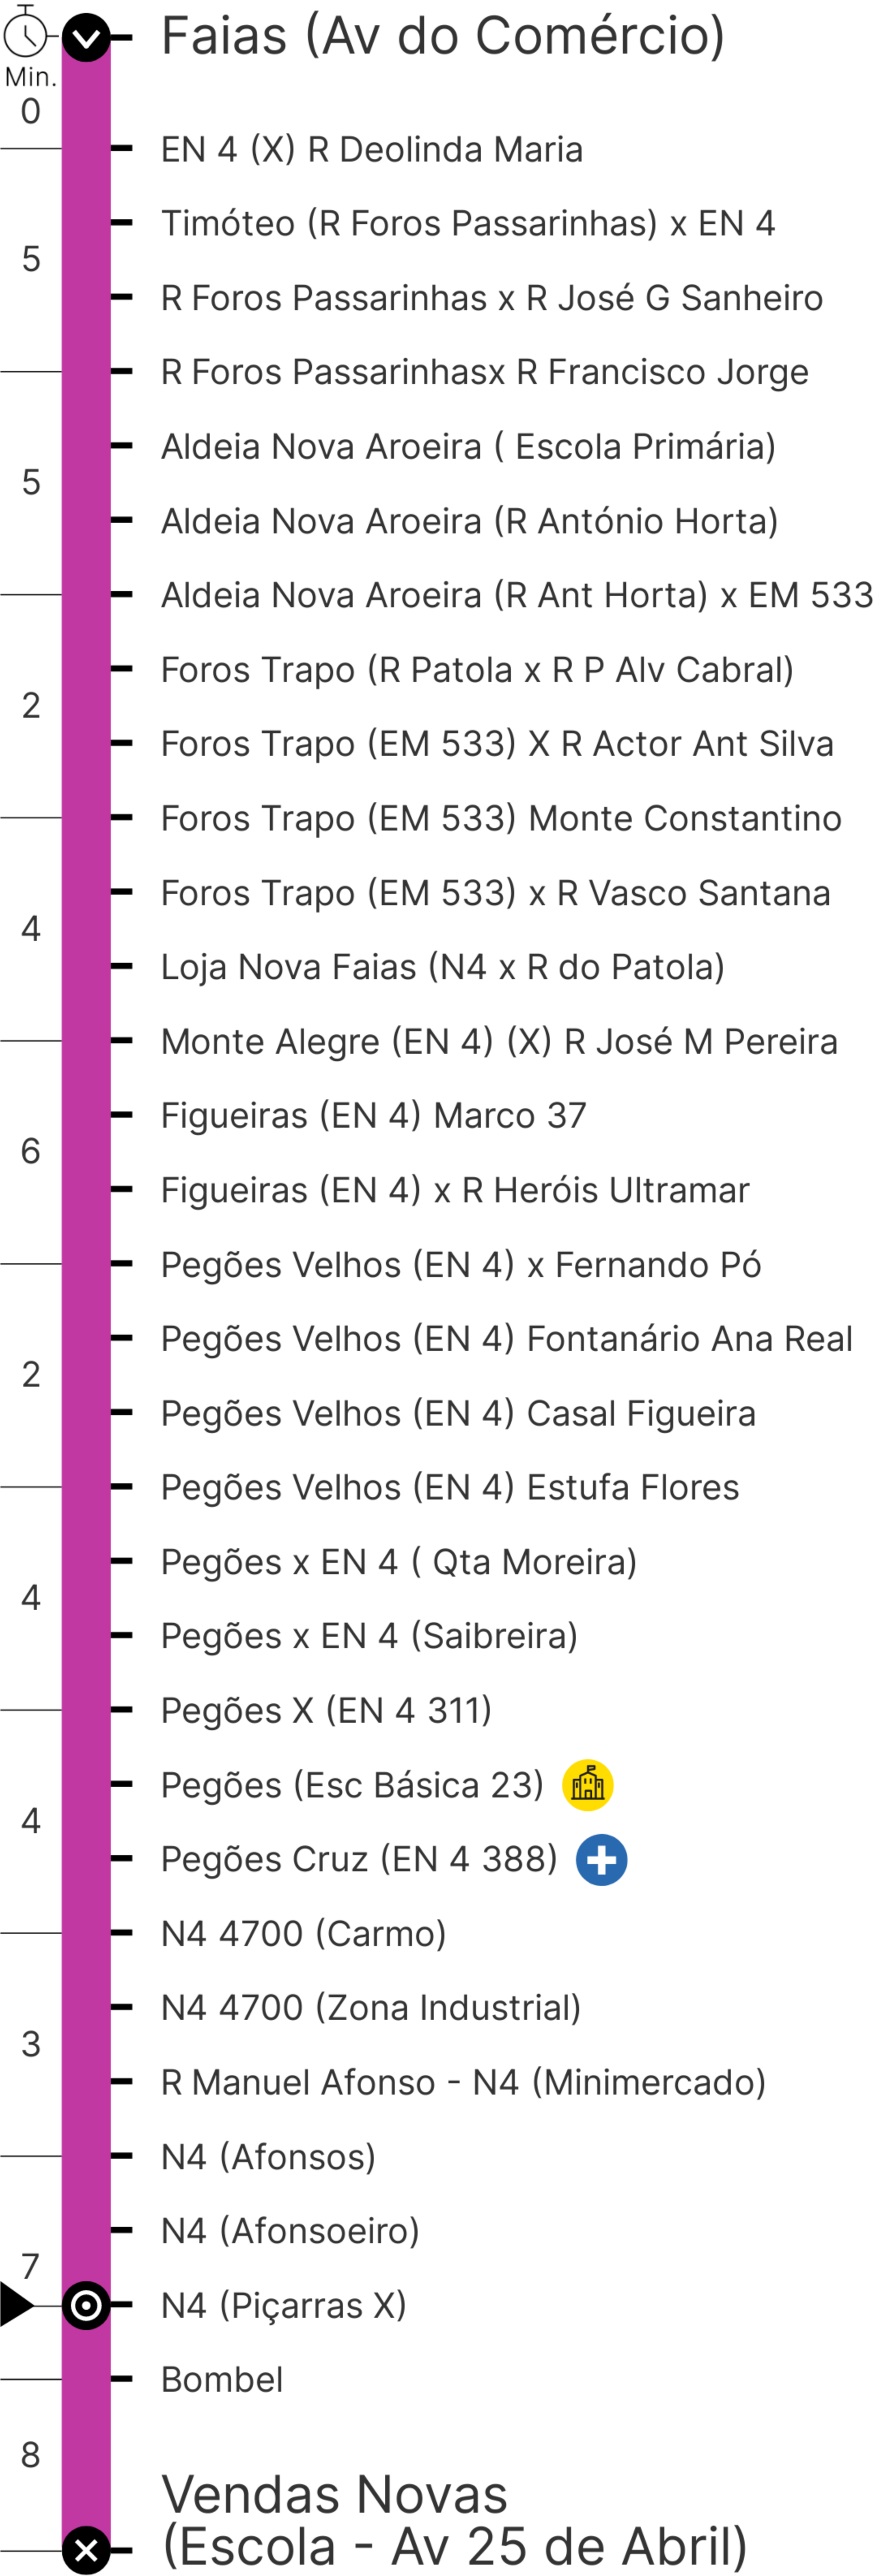 Faias (Av do Comércio)
Min.
0
EN 4 (X) R Deolinda Maria
Timóteo (R Foros Passarinhas) x EN 4
5
R Foros Passarinhas x R José G Sanheiro
R Foros Passarinhasx R Francisco Jorge
Aldeia Nova Aroeira ( Escola Primária)
5
Aldeia Nova Aroeira (R António Horta)
Aldeia Nova Aroeira (R Ant Horta) x EM 533
Foros Trapo (R Patola x R P Alv Cabral)
2
Foros Trapo (EM 533) X R Actor Ant Silva
Foros Trapo (EM 533) Monte Constantino
Foros Trapo (EM 533) x R Vasco Santana
4
Loja Nova Faias (N4 x R do Patola)
Monte Alegre (EN 4) (X) R José M Pereira
Figueiras (EN 4) Marco 37
6
Figueiras (EN 4) x R Heróis Ultramar
Pegões Velhos (EN 4) x Fernando Pó
Pegões Velhos (EN 4) Fontanário Ana Real
2
Pegões Velhos (EN 4) Casal Figueira
Pegões Velhos (EN 4) Estufa Flores
Pegões x EN 4 ( Qta Moreira)
4
Pegões x EN 4 (Saibreira)
Pegões X (EN 4 311)
Pegões (Esc Básica 23)
4
Pegões Cruz (EN 4 388)
N4 4700 (Carmo)
N4 4700 (Zona Industrial)
3
R Manuel Afonso - N4 (Minimercado)
N4 (Afonsos)
N4 (Afonsoeiro)
7
N4 (Piçarras X)
Bombel
8
Vendas Novas
(Escola - Av 25 de Abril)